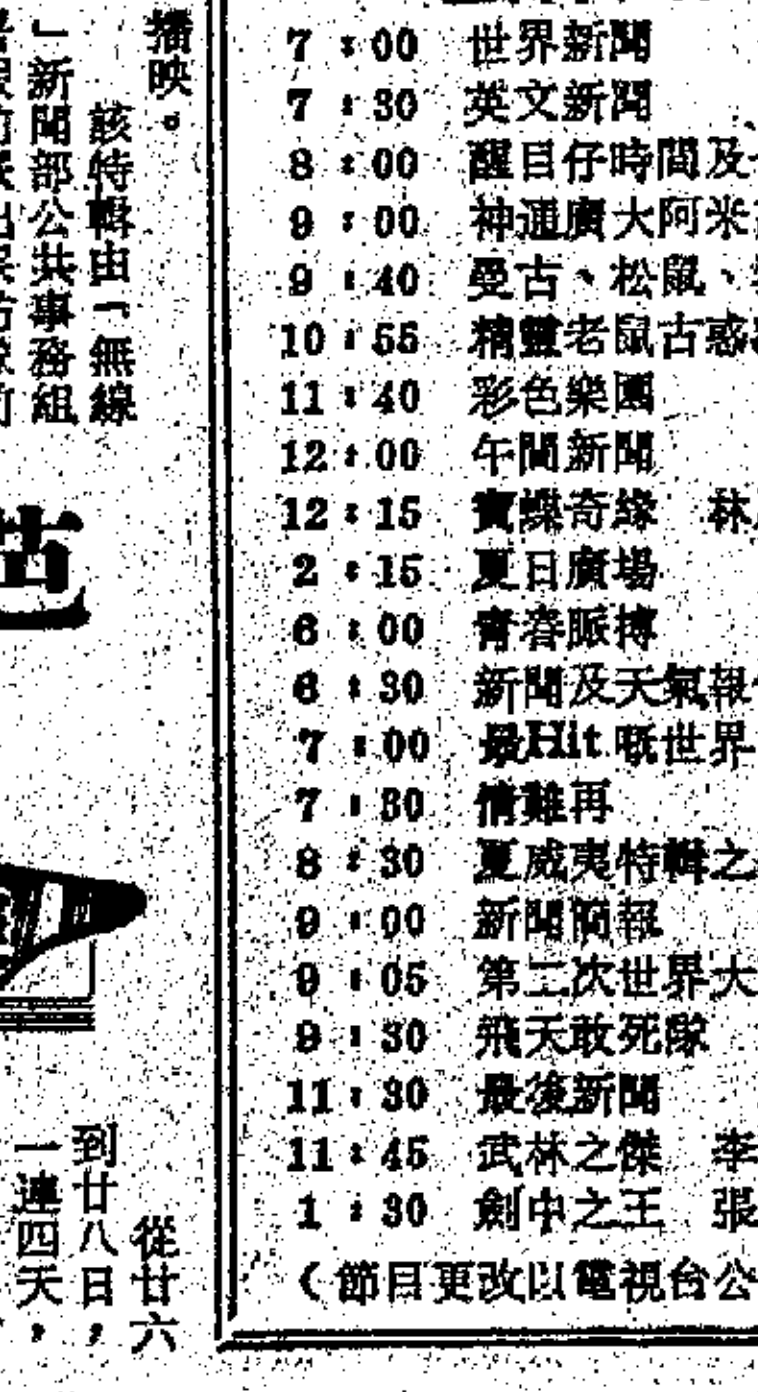 7：00 世界新聞
7：30 英文新聞
8：00 醒目仔時間及
9：00 神通廣大阿米
9：40 曼古、松鼠、
10：55 精靈老鼠古惑
11：40 彩色樂園
12：00 午間新聞
12：15 寶蝶奇緣 林
2：15 夏日廣場
6：00 青春脈搏
6：30 新聞及天氣報
7：00 最Hit嘅世界
7：30 情難再
8：30 夏威夷特輯之
9：00 新聞簡報
9：05 第二次世界大
9：30 飛天敢死隊
11：30 最後新聞
11：45 武林之傑 李
1：30 劍中之王 張
（節目更改以電視台公
播映。
該特輯由「無線
」新聞部公共事務組
從廿六
到廿八日，
一連四天，